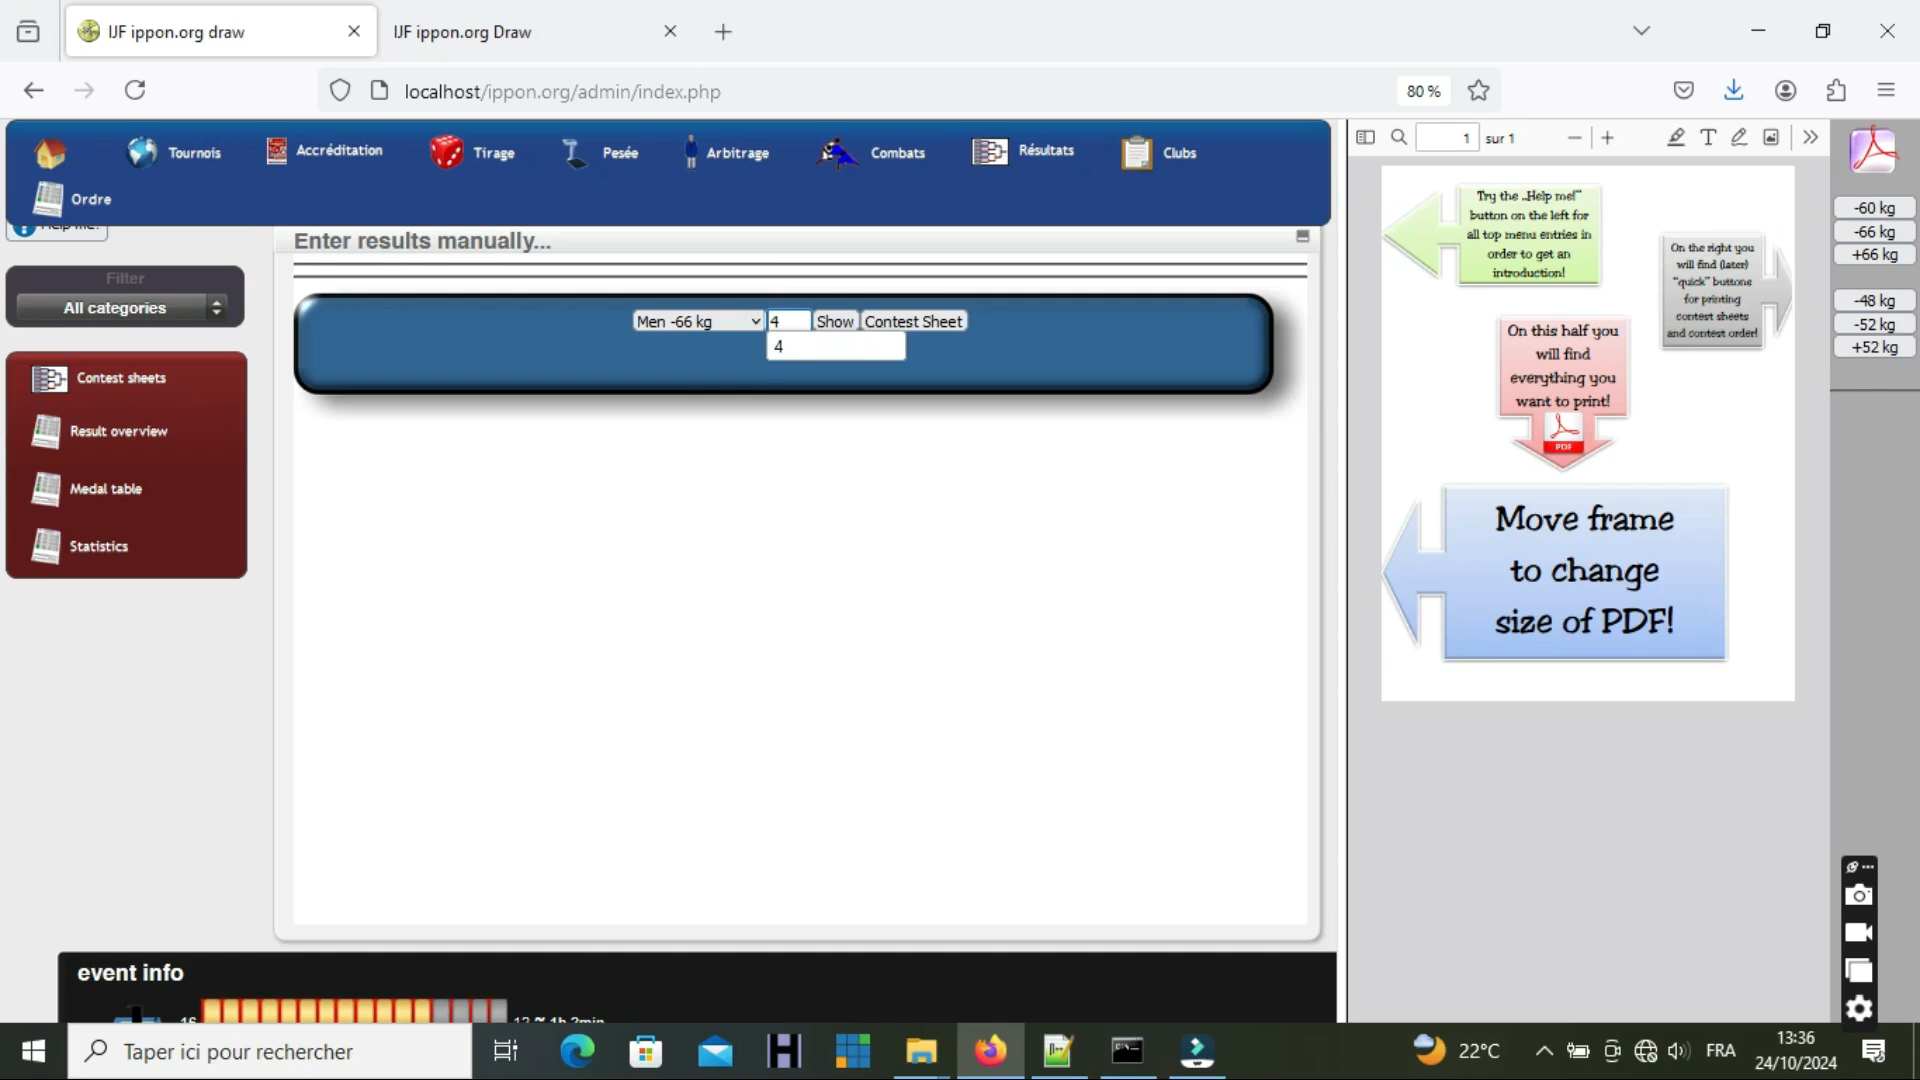 IJF ippon.org draw
IJF ippon.org Draw
localhost/ippon.org/admin/index.php
80 %
Tournois
Accréditation
Tirage
Pesée
Arbitrage
Combats
Résultats
Clubs
Ordre
1
sur 1
Help me!
Enter results manually...
Filter
All categories
Men -66 kg
4
Show
Contest Sheet
4
Contest sheets
Result overview
Medal table
Statistics
Try the „Help me!“
button on the left for
all top menu entries in
order to get an
introduction!
On the right you
will find (later)
"quick" buttons
for printing
contest sheets
and contest order!
On this half you
will find
everything you
want to print!
PDF
Move frame
to change
size of PDF!
-60 kg
-66 kg
+66 kg
-48 kg
-52 kg
+52 kg
event info
16
12 ≈ 1h 2min
Taper ici pour rechercher
22°C
FRA
13:36
24/10/2024